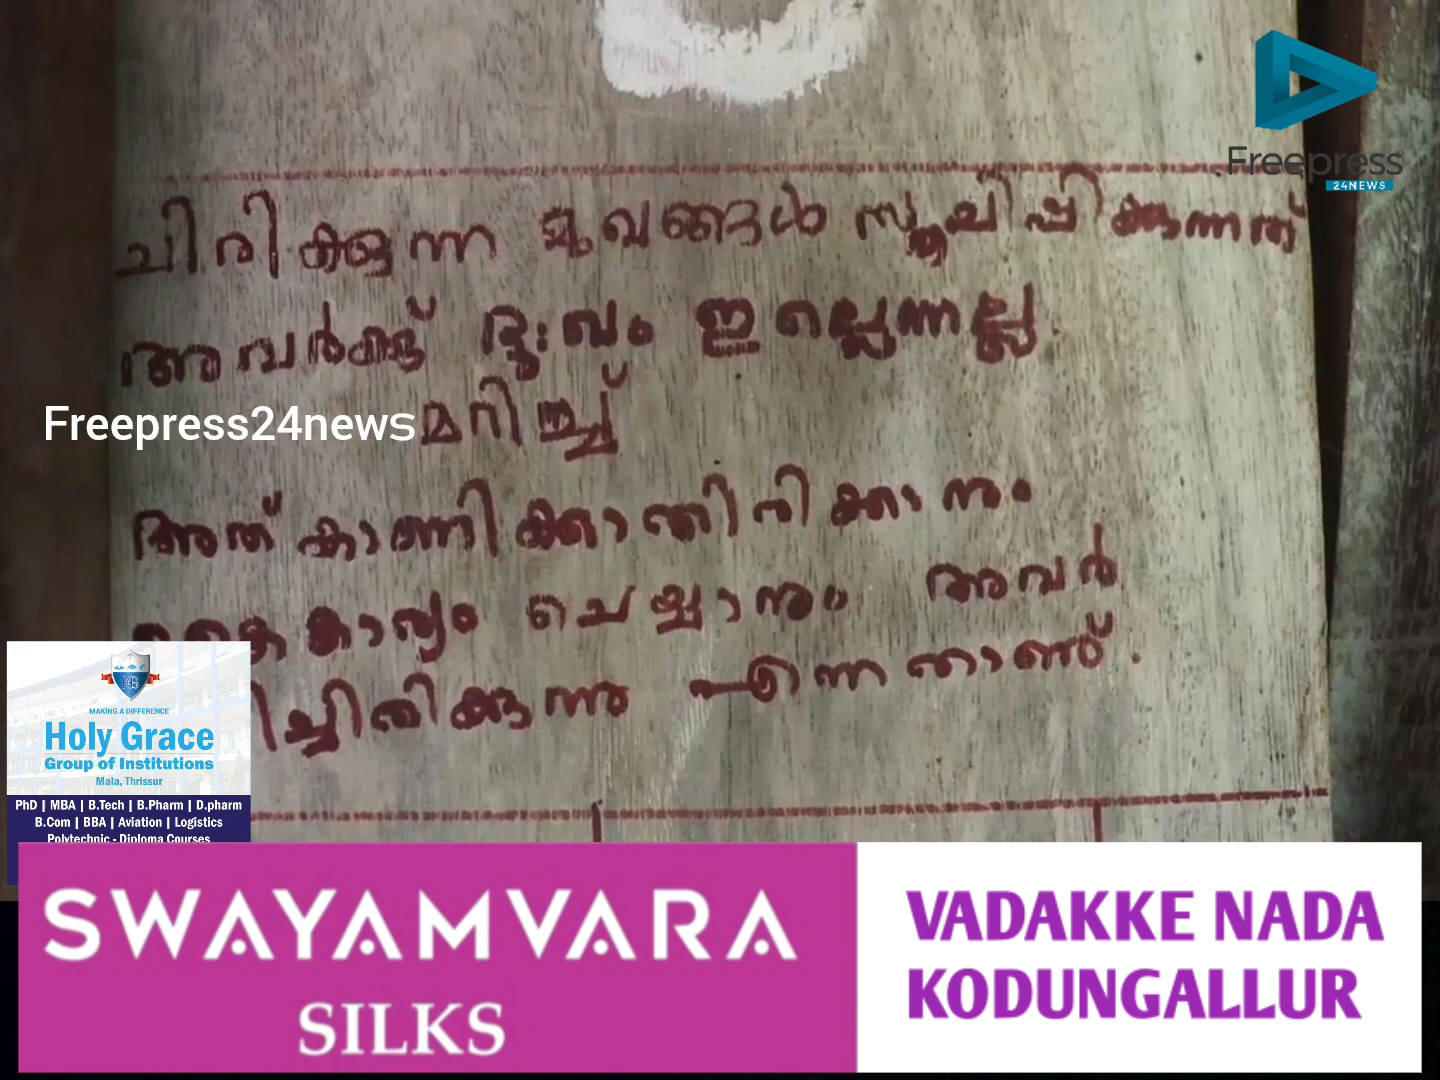 Freepress
24NEWS
ചിരിക്കുന്ന മുഖങ്ങൾ സൂചിപ്പിക്കുന്നത്
അവർക്ക് ദുഃഖം ഇല്ലെന്നല്ല
Freepress24news
മറിച്ച്
അത് കാണിക്കാതിരിക്കാനും
കൈകാര്യം ചെയ്യാനും അവർ
എന്നതാണ്.
MAKING A DIFFERENCE
Holy Grace
Group of Institutions
Mala, Thrissur
PhD | MBA | B.Tech | B.Pharm | D.pharm
B.Com | BBA | Aviation | Logistics
Polytechnic - Diploma Courses
SWAYAMVARA
SILKS
VADAKKE NADA
KODUNGALLUR